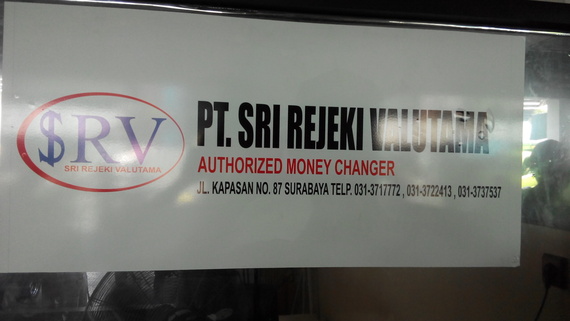 $RV
SRI REJEKI VALUTAMA
PT. SRI REJEKI VALUTAMA
AUTHORIZED MONEY CHANGER
JL. KAPASAN NO. 87 SURABAYA TELP. 031-3717772 , 031-3722413 , 031-3737537